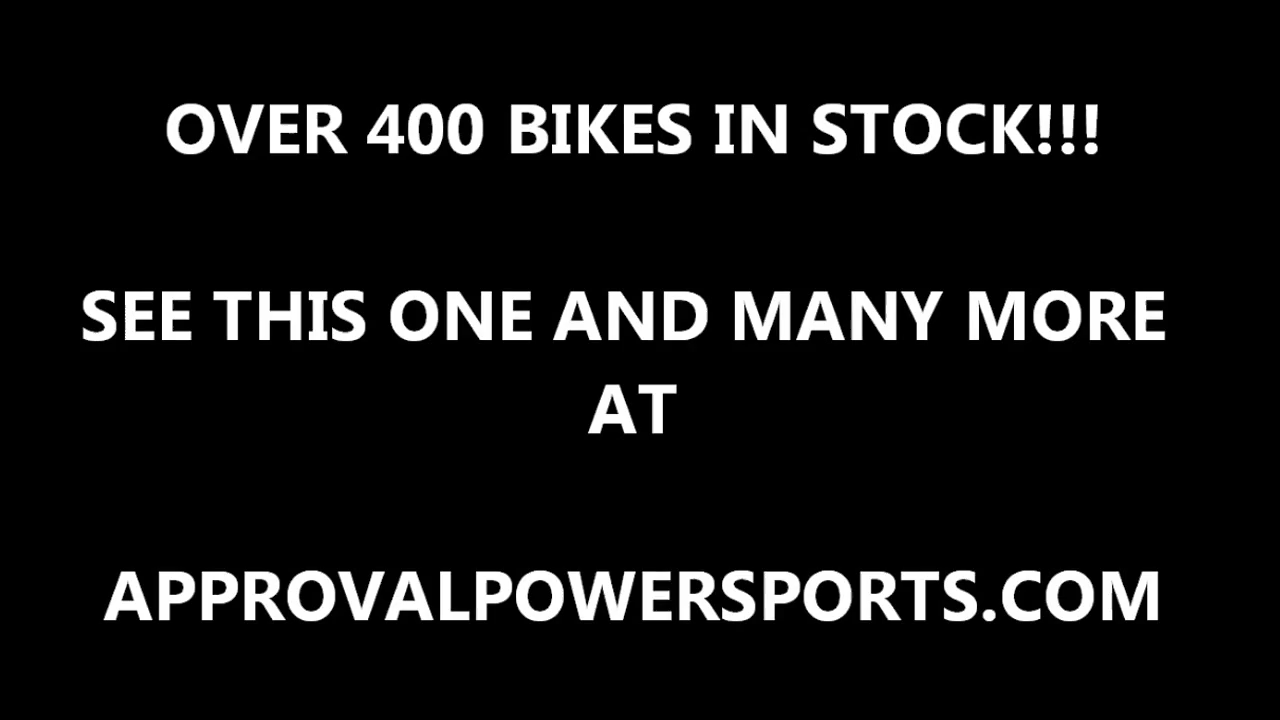 OVER 400 BIKES IN STOCK!!!
SEE THIS ONE AND MANY MORE
AT
APPROVALPOWERSPORTS.COM